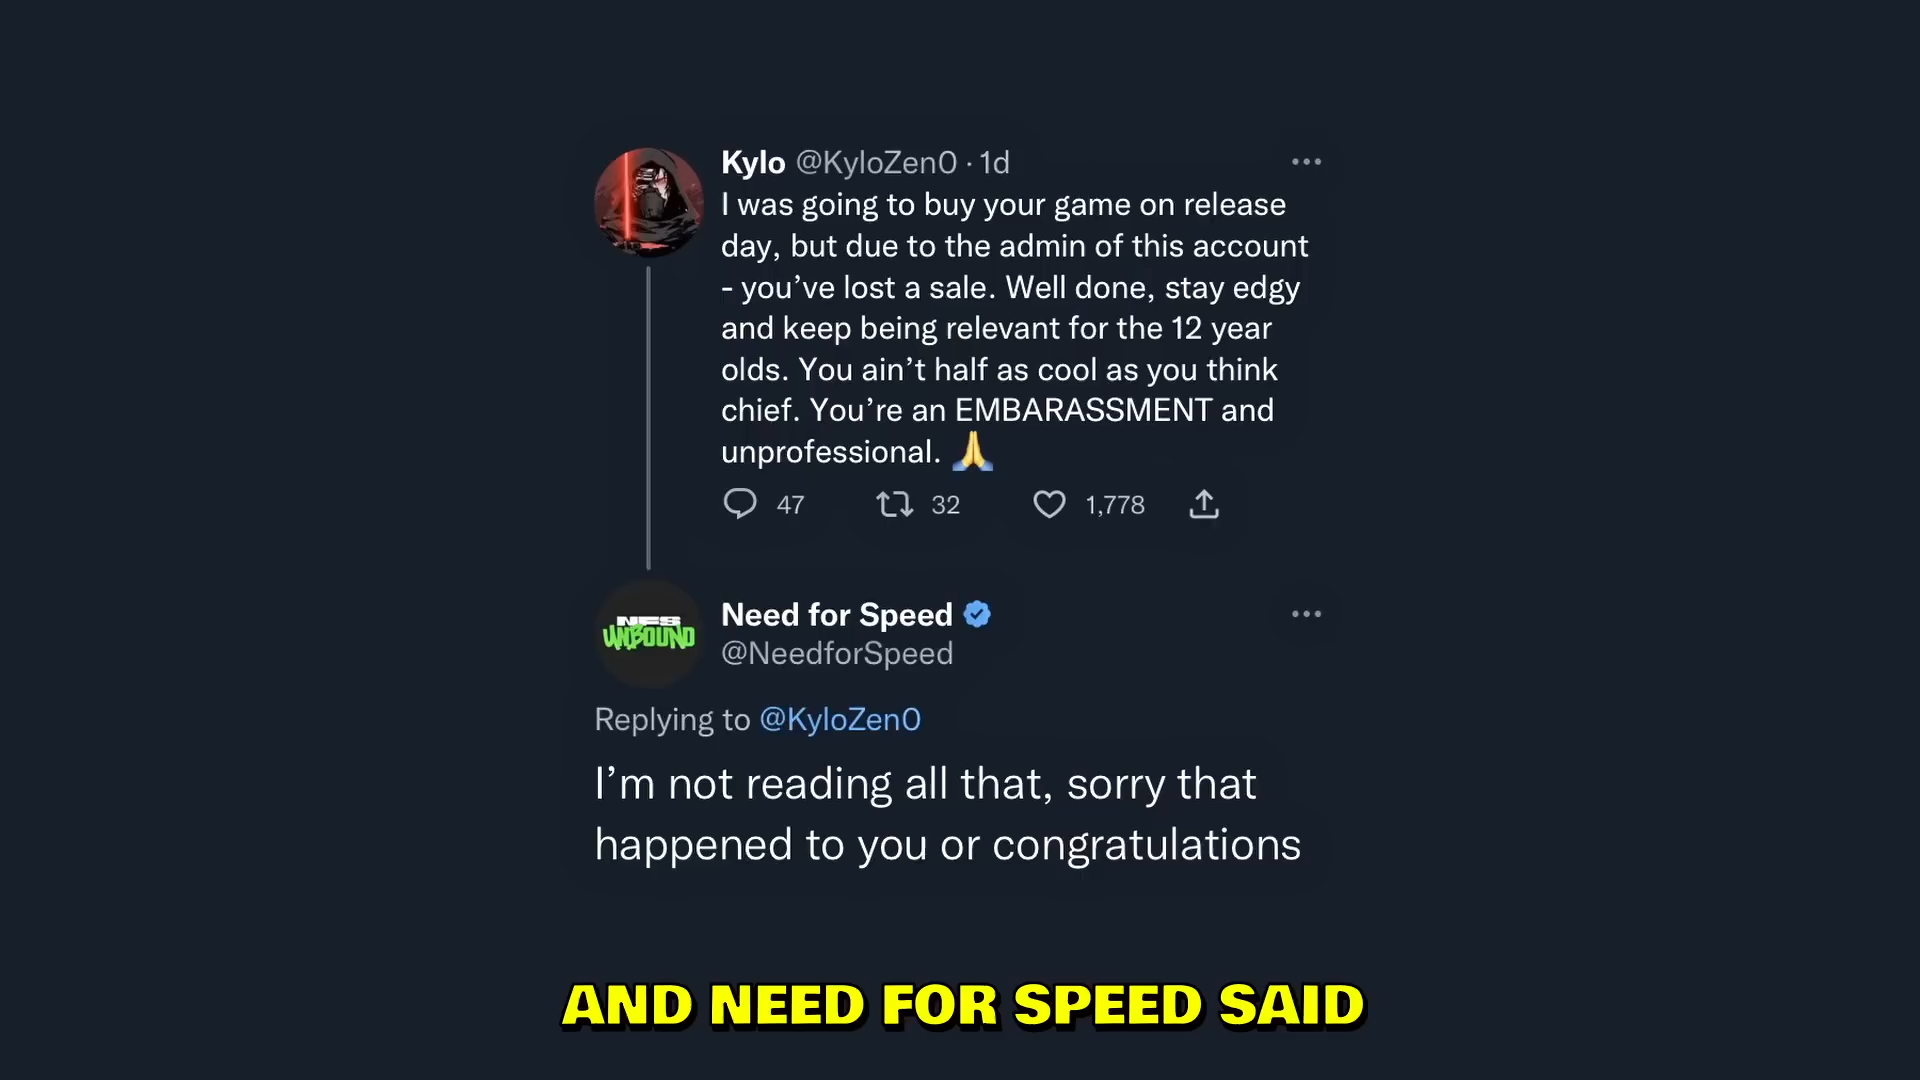 Kylo @KyloZen0 · 1d
I was going to buy your game on release
day, but due to the admin of this account
- you’ve lost a sale. Well done, stay edgy
and keep being relevant for the 12 year
olds. You ain’t half as cool as you think
chief. You’re an EMBARASSMENT and
unprofessional. 🙏
47 32 1,778
NFS
UNBOUND
Need for Speed
@NeedforSpeed
Replying to @KyloZen0
I’m not reading all that, sorry that
happened to you or congratulations
AND NEED FOR SPEED SAID